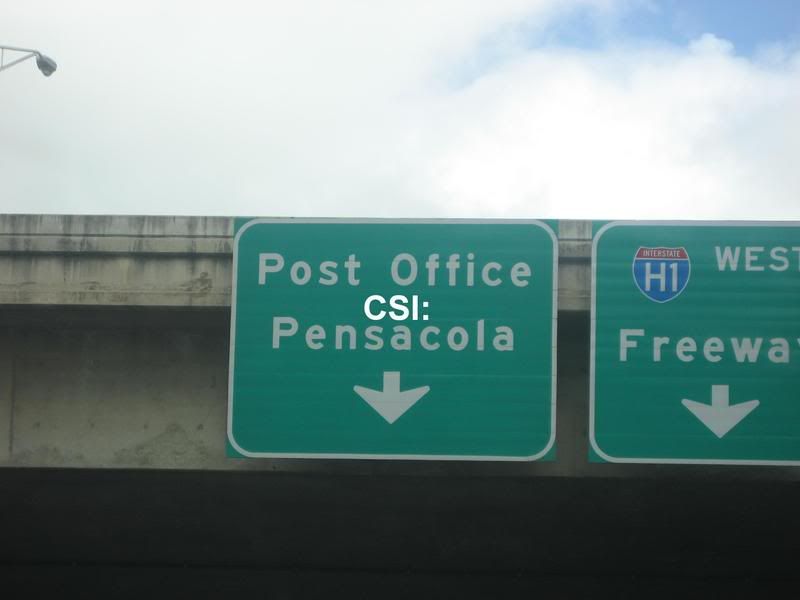 Post Office
CSI:
Pensacola
INTERSTATE
H1
WEST
Freeway